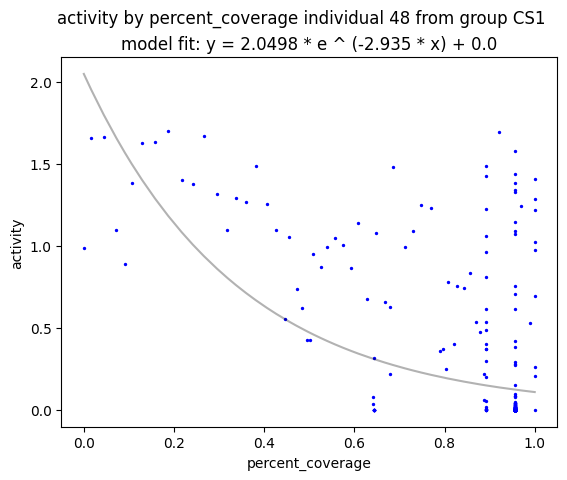 activity by percent_coverage individual 48 from group CS1
model fit: y = 2.0498 * e ^ (-2.935 * x) + 0.0
2.0
1.5
1.0
0.5
0.0
activity
0.0 0.2 0.4 0.6 0.8 1.0
percent_coverage